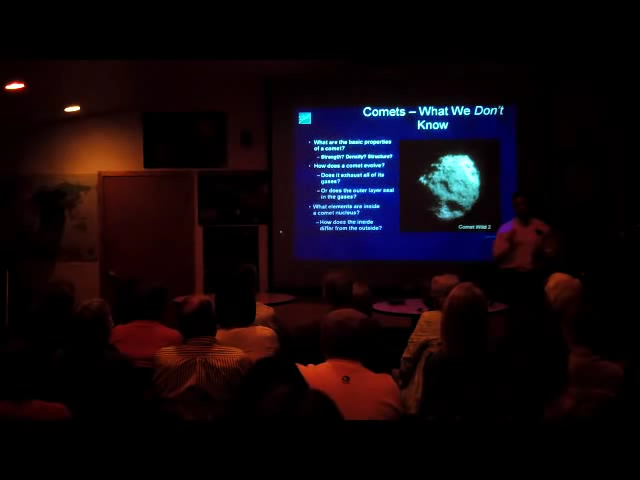 Comets – What We Don't
Know
• What are the basic properties
of a comet?
– Strength? Density? Structure?
• How does a comet evolve?
– Does it exhaust all of its
gases?
– Or does the outer layer seal
in the gases?
• What elements are inside
a comet nucleus?
– How does the inside
differ from the outside?
Comet Wild 2